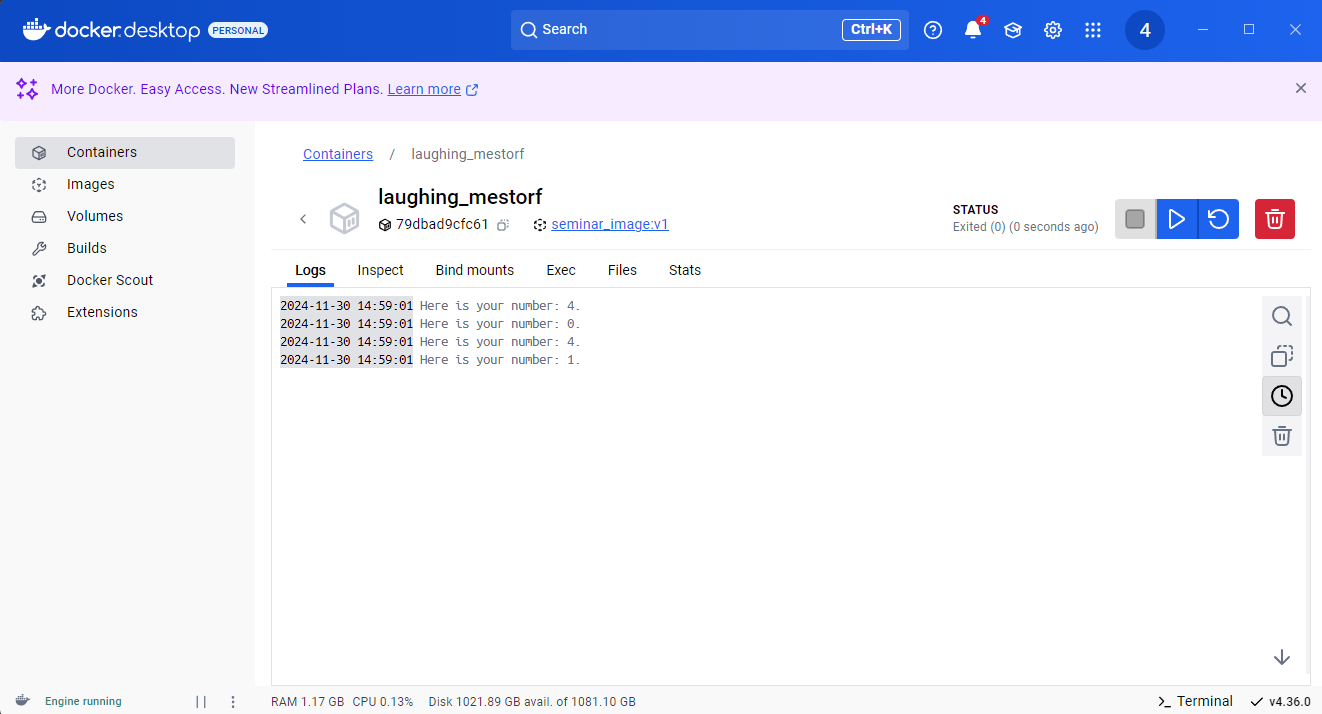 docker.desktop PERSONAL
Search
Ctrl+K
4
4
More Docker. Easy Access. New Streamlined Plans. Learn more
Containers
Images
Volumes
Builds
Docker Scout
Extensions
Containers / laughing_mestorf
laughing_mestorf
79dbad9cfc61
seminar_image:v1
STATUS
Exited (0) (0 seconds ago)
Logs
Inspect
Bind mounts
Exec
Files
Stats
2024-11-30 14:59:01 Here is your number: 4.
2024-11-30 14:59:01 Here is your number: 0.
2024-11-30 14:59:01 Here is your number: 4.
2024-11-30 14:59:01 Here is your number: 1.
Engine running
RAM 1.17 GB CPU 0.13% Disk 1021.89 GB avail. of 1081.10 GB
Terminal
v4.36.0